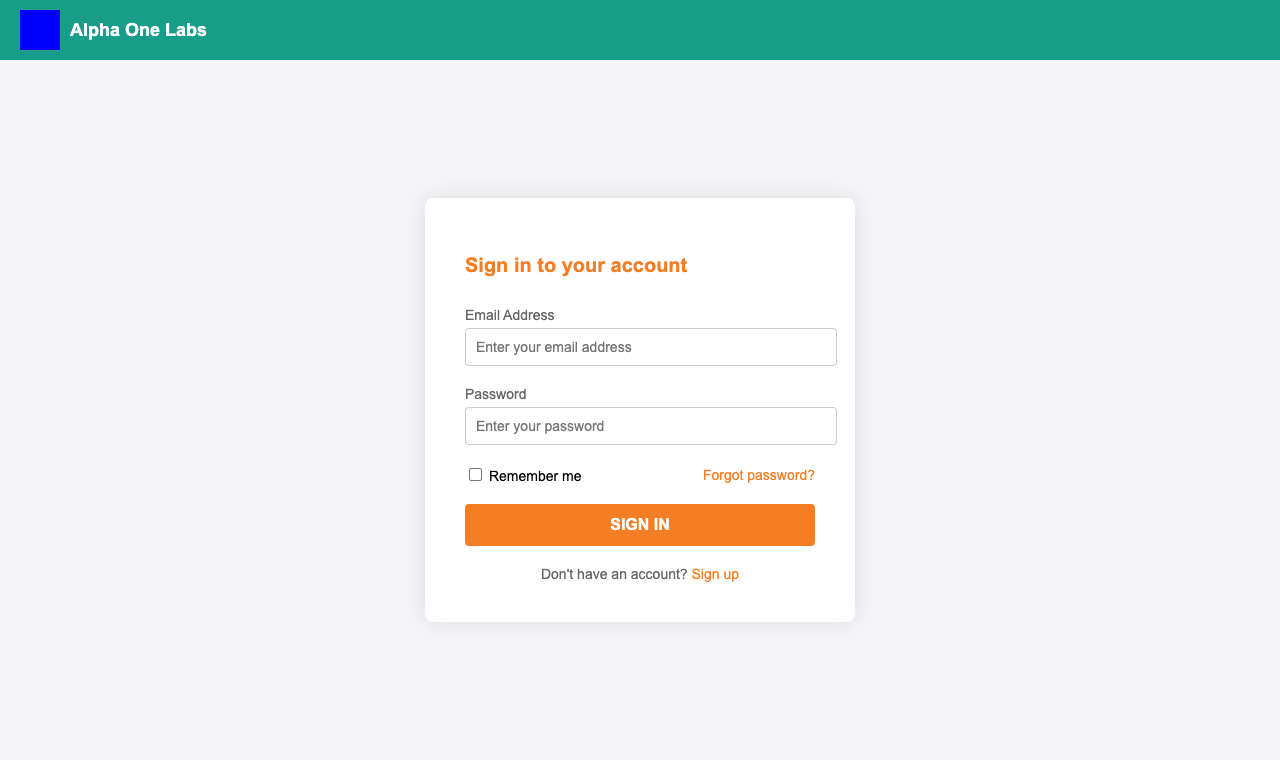 Alpha One Labs
Sign in to your account
Email Address
Enter your email address
Password
Enter your password
Remember me Forgot password?
SIGN IN
Don't have an account? Sign up